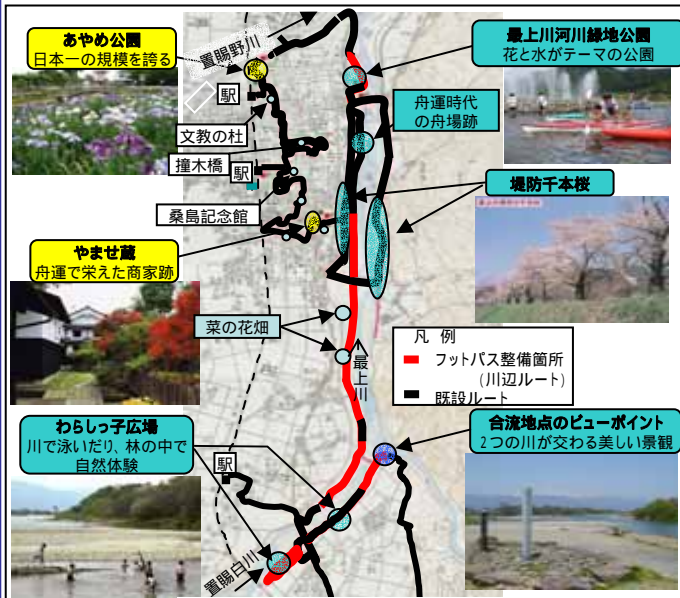 あやめ公園
日本一の規模を誇る
置賜野川
駅
文教の杜
撞木橋
駅
桑島記念館
やませ蔵
舟運で栄えた商家跡
菜の花畑
わらしっ子広場
川で泳いだり、林の中で
自然体験
駅
置賜白川
最上川河川緑地公園
花と水がテーマの公園
舟運時代
の舟場跡
堤防千本桜
最上川
凡 例
フットパス整備箇所
(川辺ルート)
既設ルート
合流地点のビューポイント
2つの川が交わる美しい景観